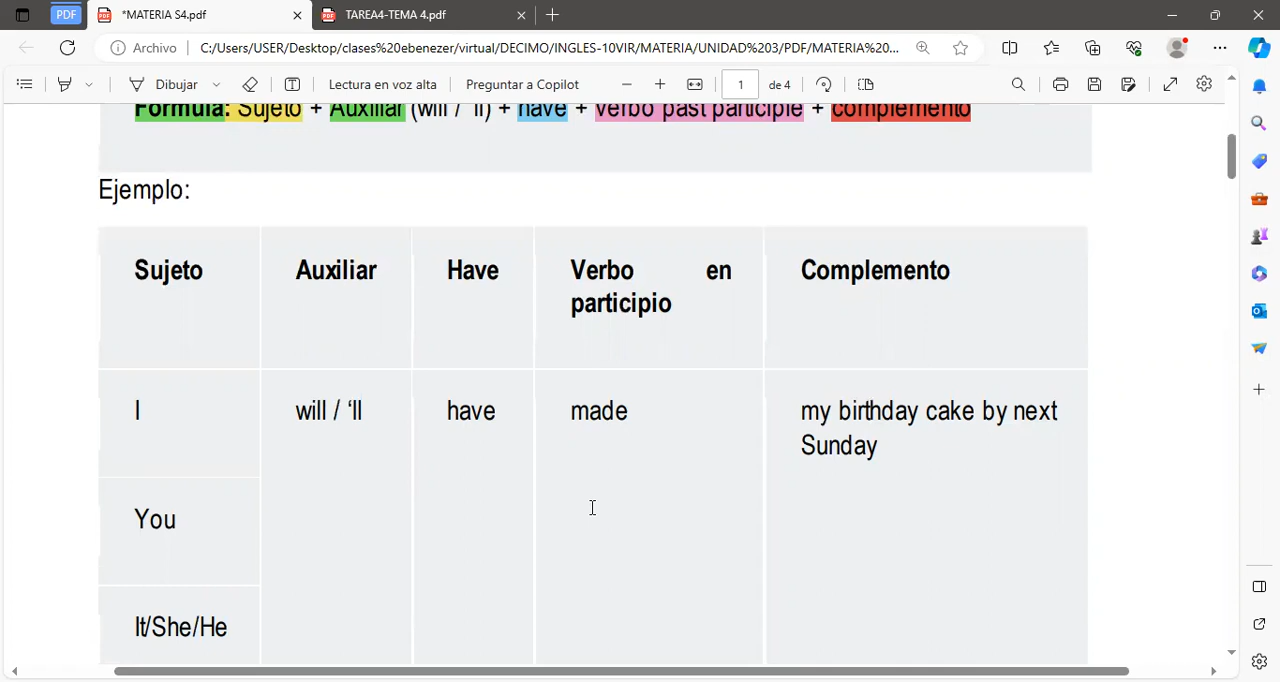 PDF
*MATERIA S4.pdf
TAREA4-TEMA 4.pdf
Archivo
C:/Users/USER/Desktop/clases%20ebenezer/virtual/DECIMO/INGLES-10VIR/MATERIA/UNIDAD%203/PDF/MATERIA%20...
Dibujar
Lectura en voz alta
Preguntar a Copilot
1
de 4
Fórmula: Sujeto + Auxiliar (will / 'll) + have + verbo past participle + complemento
Ejemplo:
Sujeto
Auxiliar
Have
Verbo en
participio
Complemento
I
will / ‘ll
have
made
my birthday cake by next
Sunday
You
It/She/He